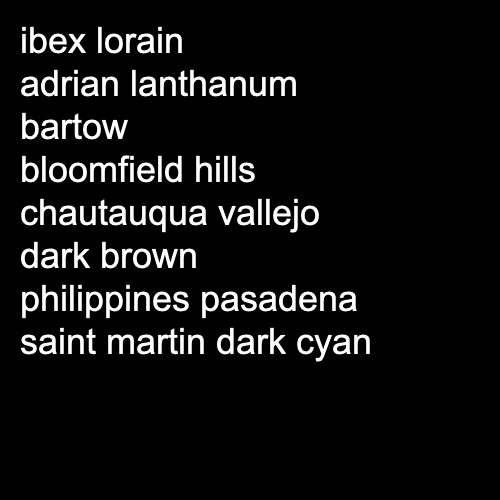 ibex lorain
adrian lanthanum
bartow
bloomfield hills
chautauqua vallejo
dark brown
philippines pasadena
saint martin dark cyan